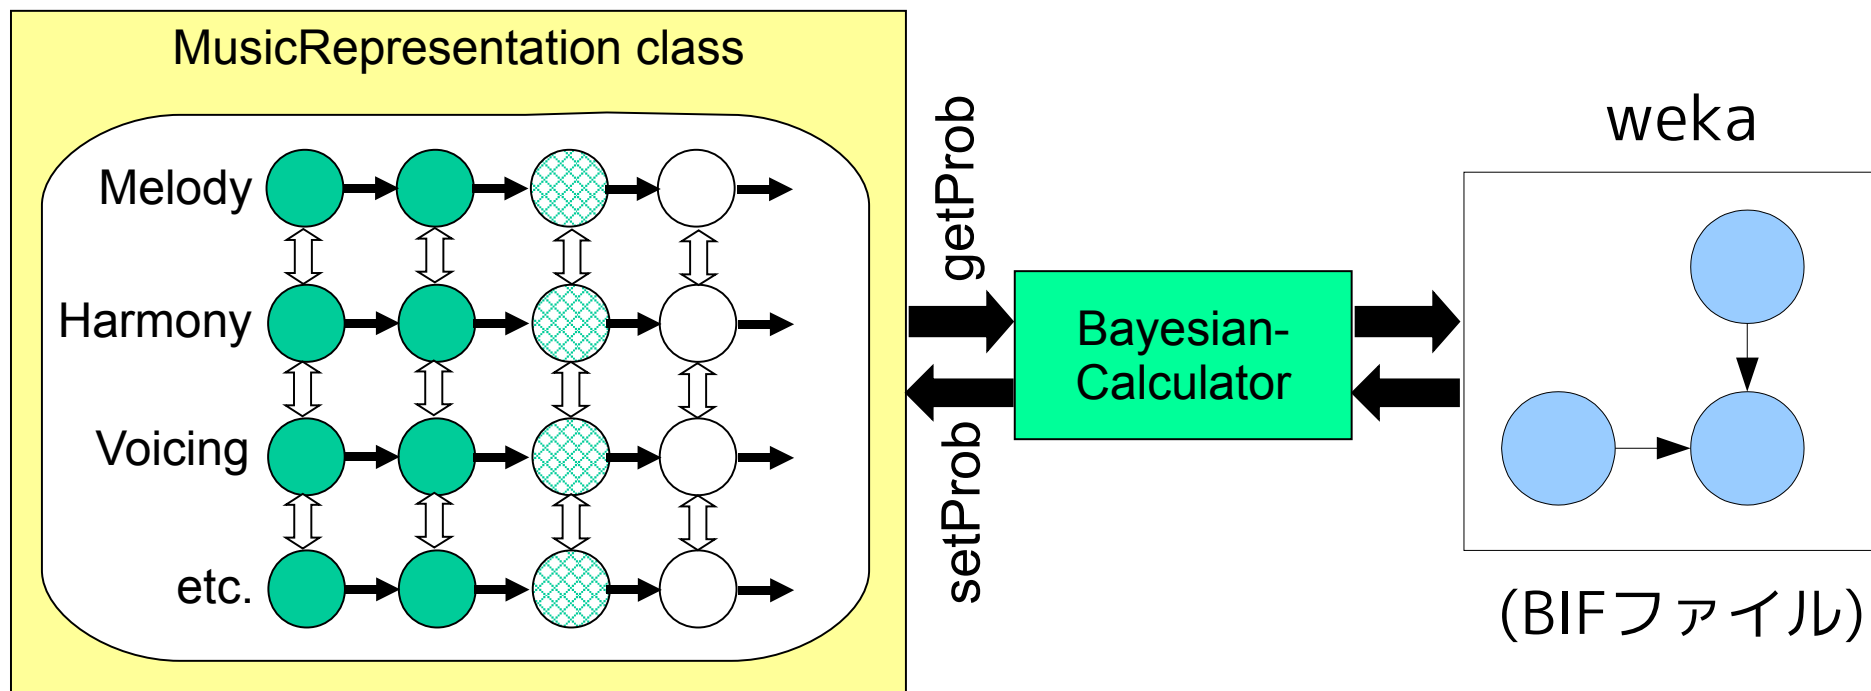 MusicRepresentation class
Melody
Harmony
Voicing
etc.
getProb
setProb
Bayesian-
Calculator
weka
(BIFファイル)